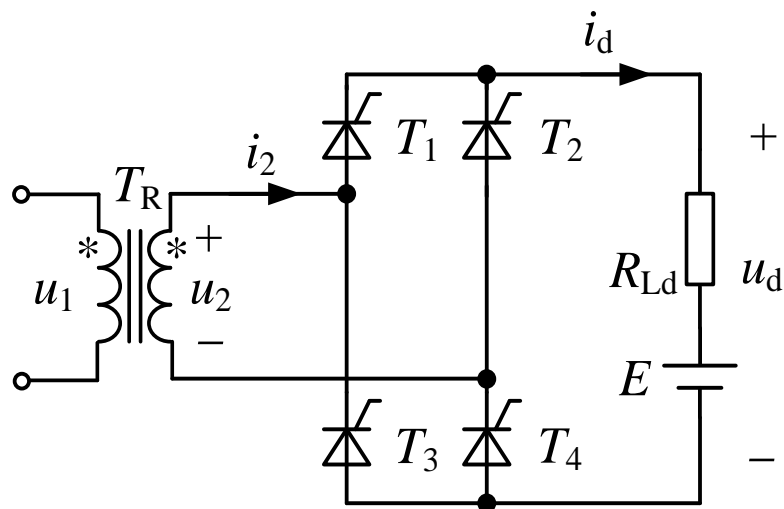 i_d
T_1 T_2 +
i_2
T_R
* * +
u_1 u_2 R_Ld u_d
−
E
T_3 T_4 −